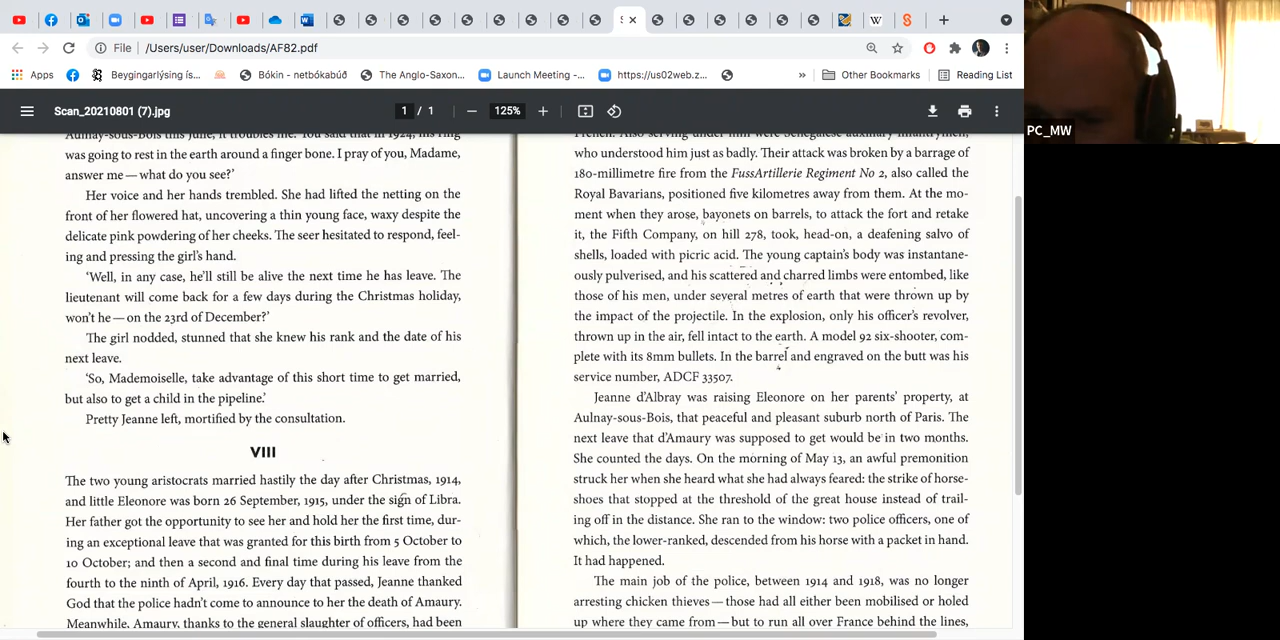 File /Users/user/Downloads/AF82.pdf
Apps Beygingarlýsing ís... Bókin - netbókabúð The Anglo-Saxon... Launch Meeting -... https://us02web.z... » Other Bookmarks Reading List
Scan_20210801 (7).jpg 1 / 1 125%
PC_MW
Aulnay-sous-Bois this June, it troubles me. You said that in 1924, his ring
was going to rest in the earth around a finger bone. I pray of you, Madame,
answer me — what do you see?'
Her voice and her hands trembled. She had lifted the netting on the
front of her flowered hat, uncovering a thin young face, waxy despite the
delicate pink powdering of her cheeks. The seer hesitated to respond, feel-
ing and pressing the girl's hand.
'Well, in any case, he'll still be alive the next time he has leave. The
lieutenant will come back for a few days during the Christmas holiday,
won't he — on the 23rd of December?'
The girl nodded, stunned that she knew his rank and the date of his
next leave.
'So, Mademoiselle, take advantage of this short time to get married,
but also to get a child in the pipeline.'
Pretty Jeanne left, mortified by the consultation.
VIII
The two young aristocrats married hastily the day after Christmas, 1914,
and little Eleonore was born 26 September, 1915, under the sign of Libra.
Her father got the opportunity to see her and hold her the first time, dur-
ing an exceptional leave that was granted for this birth from 5 October to
10 October; and then a second and final time during his leave from the
fourth to the ninth of April, 1916. Every day that passed, Jeanne thanked
God that the police hadn't come to announce to her the death of Amaury.
Meanwhile, Amaury, thanks to the general slaughter of officers, had been
French. Also serving under him were Senegalese auxiliary infantrymen,
who understood him just as badly. Their attack was broken by a barrage of
180-millimetre fire from the FussArtillerie Regiment No 2, also called the
Royal Bavarians, positioned five kilometres away from them. At the mo-
ment when they arose, bayonets on barrels, to attack the fort and retake
it, the Fifth Company, on hill 278, took, head-on, a deafening salvo of
shells, loaded with picric acid. The young captain's body was instantane-
ously pulverised, and his scattered and charred limbs were entombed, like
those of his men, under several metres of earth that were thrown up by
the impact of the projectile. In the explosion, only his officer's revolver,
thrown up in the air, fell intact to the earth. A model 92 six-shooter, com-
plete with its 8mm bullets. In the barrel and engraved on the butt was his
service number, ADCF 33507.
Jeanne d'Albray was raising Eleonore on her parents' property, at
Aulnay-sous-Bois, that peaceful and pleasant suburb north of Paris. The
next leave that d'Amaury was supposed to get would be in two months.
She counted the days. On the morning of May 13, an awful premonition
struck her when she heard what she had always feared: the strike of horse-
shoes that stopped at the threshold of the great house instead of trail-
ing off in the distance. She ran to the window: two police officers, one of
which, the lower-ranked, descended from his horse with a packet in hand.
It had happened.
The main job of the police, between 1914 and 1918, was no longer
arresting chicken thieves — those had all either been mobilised or holed
up where they came from — but to run all over France behind the lines,